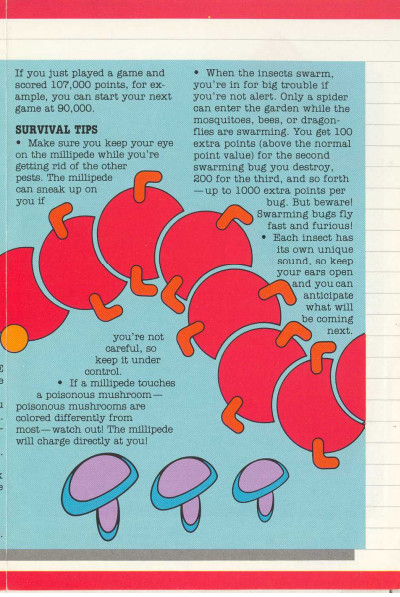 If you just played a game and
scored 107,000 points, for ex-
ample, you can start your next
game at 90,000.
SURVIVAL TIPS
• Make sure you keep your eye
on the millipede while you're
getting rid of the other
pests. The millipede
can sneak up on
you if
you're not
careful, so
keep it under
control.
• If a millipede touches
a poisonous mushroom—
poisonous mushrooms are
colored differently from
most—watch out! The millipede
will charge directly at you!
• When the insects swarm,
you're in for big trouble if
you're not alert. Only a spider
can enter the garden while the
mosquitoes, bees, or dragon-
flies are swarming. You get 100
extra points (above the normal
point value) for the second
swarming bug you destroy,
200 for the third, and so forth
—up to 1000 extra points per
bug. But beware!
Swarming bugs fly
fast and furious!
• Each insect has
its own unique
sound, so keep
your ears open
and you can
anticipate
what will
be coming
next.